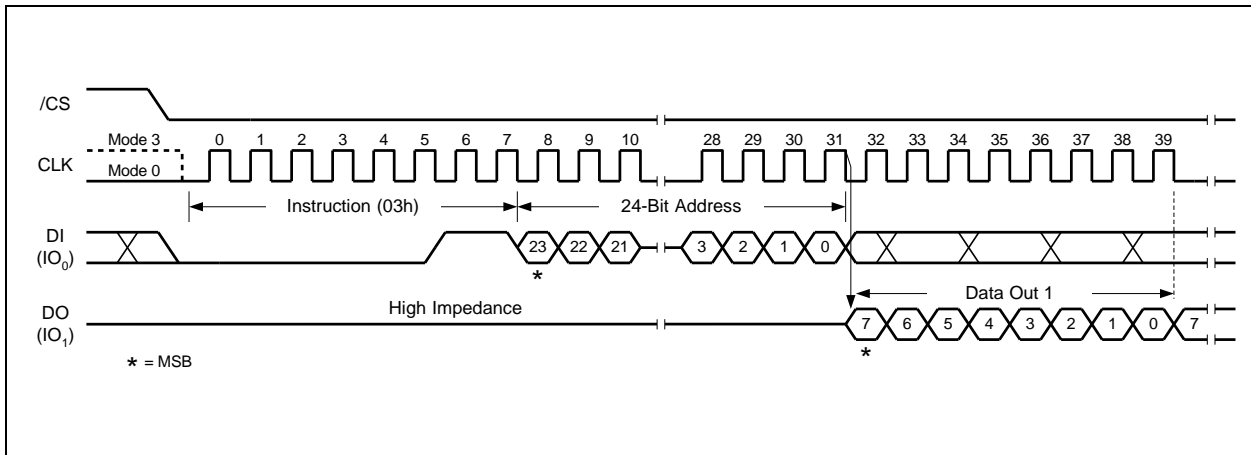 /CS
Mode 3
0 1 2 3 4 5 6 7 8 9 10 28 29 30 31 32 33 34 35 36 37 38 39
CLK
Mode 0
Instruction (03h) 24-Bit Address
DI
(IO₀)
23 22 21 3 2 1 0
*
High Impedance Data Out 1
DO
(IO₁)
7 6 5 4 3 2 1 0 7
*
* = MSB